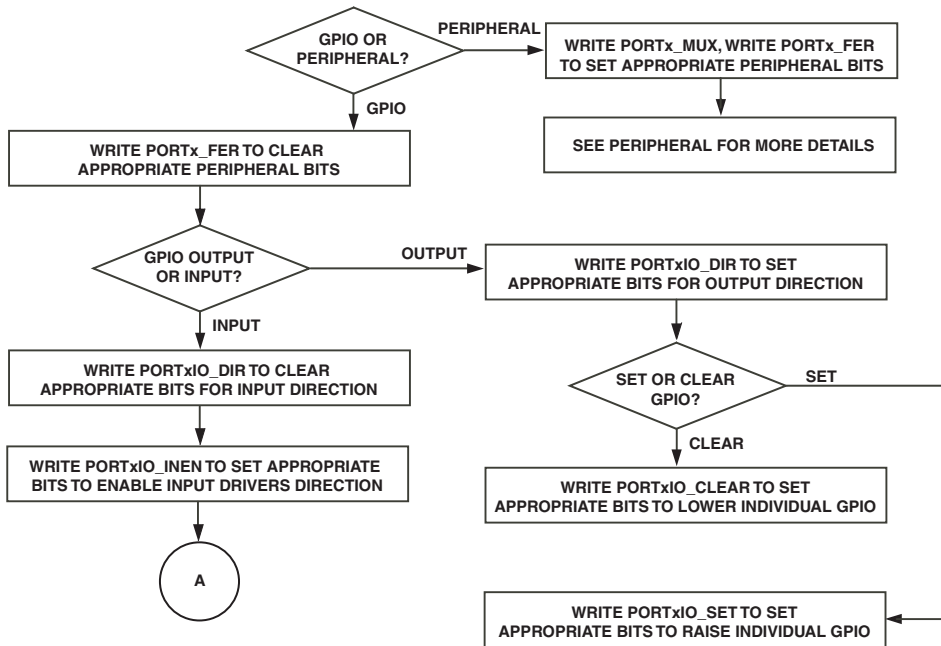 GPIO OR
PERIPHERAL?
PERIPHERAL
WRITE PORTx_MUX, WRITE PORTx_FER
TO SET APPROPRIATE PERIPHERAL BITS
SEE PERIPHERAL FOR MORE DETAILS
GPIO
WRITE PORTx_FER TO CLEAR
APPROPRIATE PERIPHERAL BITS
GPIO OUTPUT
OR INPUT?
OUTPUT
WRITE PORTxIO_DIR TO SET
APPROPRIATE BITS FOR OUTPUT DIRECTION
INPUT
WRITE PORTxIO_DIR TO CLEAR
APPROPRIATE BITS FOR INPUT DIRECTION
SET OR CLEAR
GPIO?
SET
CLEAR
WRITE PORTxIO_INEN TO SET APPROPRIATE
BITS TO ENABLE INPUT DRIVERS DIRECTION
WRITE PORTxIO_CLEAR TO SET
APPROPRIATE BITS TO LOWER INDIVIDUAL GPIO
A
WRITE PORTxIO_SET TO SET
APPROPRIATE BITS TO RAISE INDIVIDUAL GPIO